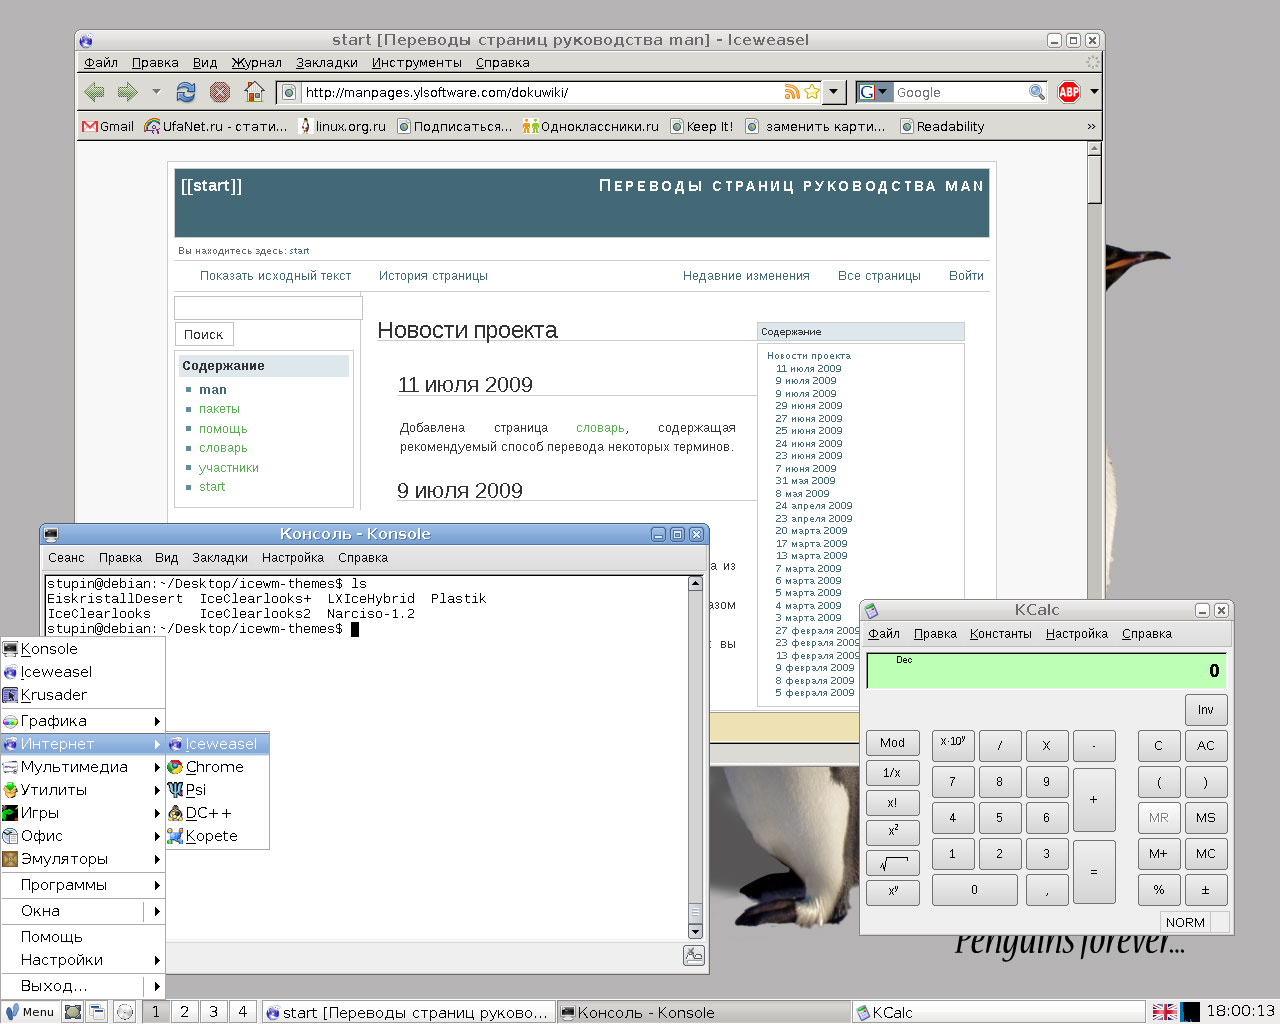 start [Переводы страниц руководства man] - Iceweasel
Файл Правка Вид Журнал Закладки Инструменты Справка
http://manpages.ylsoftware.com/dokuwiki/
G Google ABP
Gmail UfaNet.ru - стати... linux.org.ru Подписаться... Одноклассники.ru Keep It! заменить карти... Readability »
[[start]] Переводы страниц руководства man
Вы находитесь здесь: start
Показать исходный текст История страницы Недавние изменения Все страницы Войти
Поиск
Содержание
man
пакеты
помощь
словарь
участники
start
Новости проекта
11 июля 2009
Добавлена страница словарь, содержащая
рекомендуемый способ перевода некоторых терминов.
9 июля 2009
а из
азом
вы
Содержание
Новости проекта
11 июля 2009
9 июля 2009
9 июля 2009
29 июня 2009
27 июня 2009
25 июня 2009
24 июня 2009
23 июня 2009
7 июня 2009
31 мая 2009
8 мая 2009
24 апреля 2009
23 апреля 2009
20 марта 2009
17 марта 2009
13 марта 2009
7 марта 2009
6 марта 2009
5 марта 2009
4 марта 2009
3 марта 2009
27 февраля 2009
23 февраля 2009
13 февраля 2009
9 февраля 2009
8 февраля 2009
5 февраля 2009
Консоль - Konsole
Сеанс Правка Вид Закладки Настройка Справка
stupin@debian:~/Desktop/icewm-themes$ ls
EiskristallDesert IceClearlooks+ LXIceHybrid Plastik
IceClearlooks IceClearlooks2 Narciso-1.2
stupin@debian:~/Desktop/icewm-themes$
Konsole
Iceweasel
Krusader
Графика
Интернет
Мультимедиа
Утилиты
Игры
Офис
Эмуляторы
Программы
Окна
Помощь
Настройки
Выход...
Iceweasel
Chrome
Psi
DC++
Kopete
KCalc
Файл Правка Константы Настройка Справка
Dec
0
Inv
Mod x·10ʸ / X - C AC
1/x 7 8 9 + ( )
x! 4 5 6 MR MS
x² 1 2 3 = M+ MC
√ 0 , % ±
xʸ
NORM
Penguins forever...
Menu 1 2 3 4 start [Переводы страниц руково... Консоль - Konsole KCalc 18:00:13